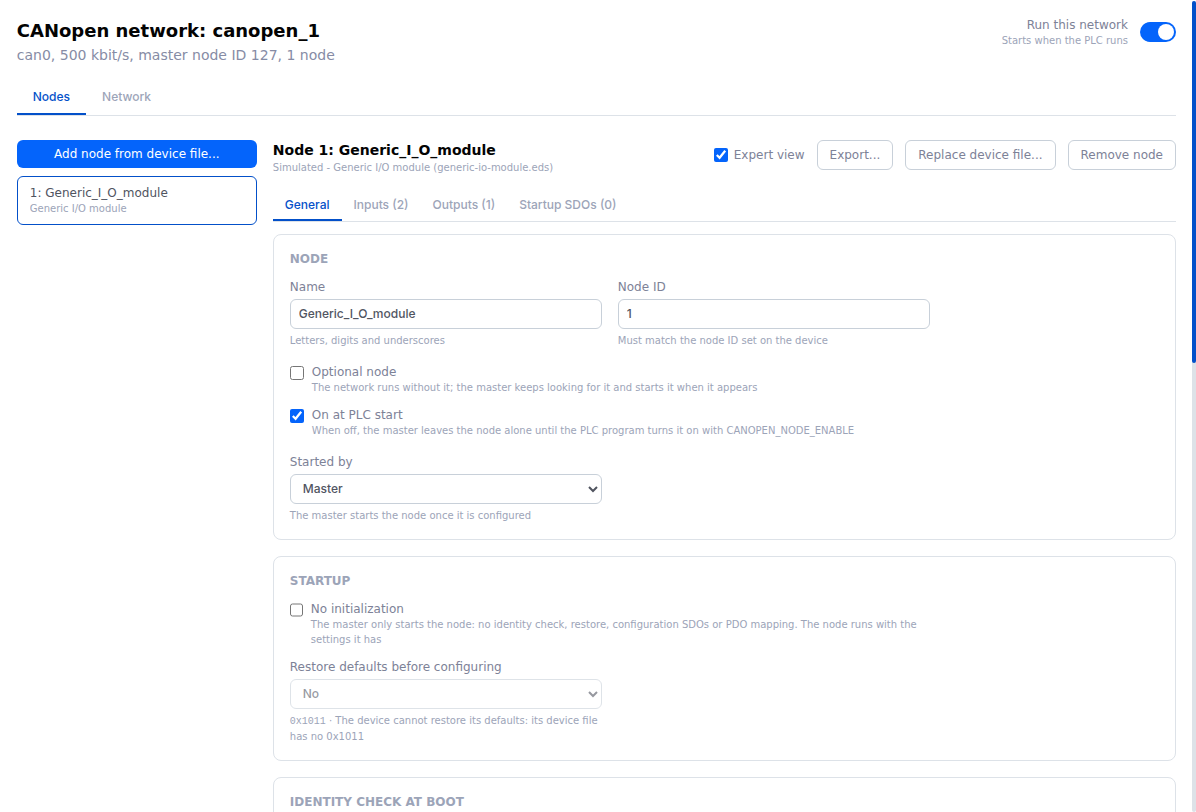 CANopen network: canopen_1
can0, 500 kbit/s, master node ID 127, 1 node
Run this network
Starts when the PLC runs
Nodes
Network
Add node from device file...
1: Generic_I_O_module
Generic I/O module
Node 1: Generic_I_O_module
Simulated - Generic I/O module (generic-io-module.eds)
Expert view
Export...
Replace device file...
Remove node
General
Inputs (2)
Outputs (1)
Startup SDOs (0)
NODE
Name
Node ID
Generic_I_O_module
1
Letters, digits and underscores
Must match the node ID set on the device
Optional node
The network runs without it; the master keeps looking for it and starts it when it appears
On at PLC start
When off, the master leaves the node alone until the PLC program turns it on with CANOPEN_NODE_ENABLE
Started by
Master
The master starts the node once it is configured
STARTUP
No initialization
The master only starts the node: no identity check, restore, configuration SDOs or PDO mapping. The node runs with the
settings it has
Restore defaults before configuring
No
0x1011 · The device cannot restore its defaults: its device file
has no 0x1011
IDENTITY CHECK AT BOOT